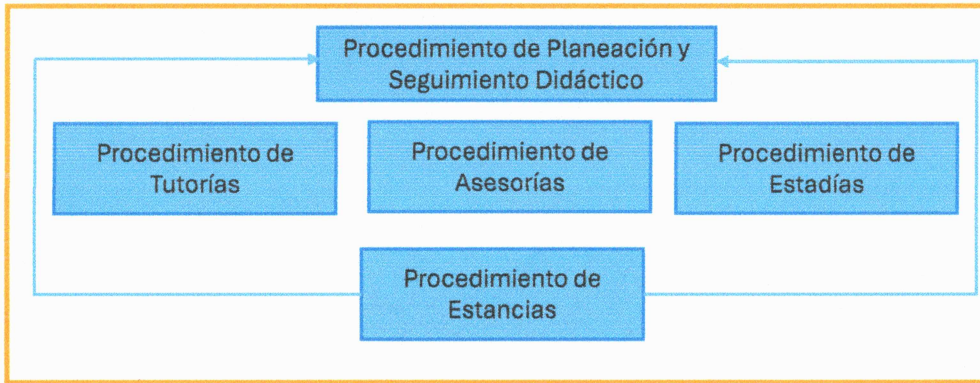 Procedimiento de Planeación y
Seguimiento Didáctico
Procedimiento de
Tutorías
Procedimiento de
Asesorías
Procedimiento de
Estadías
Procedimiento de
Estancias